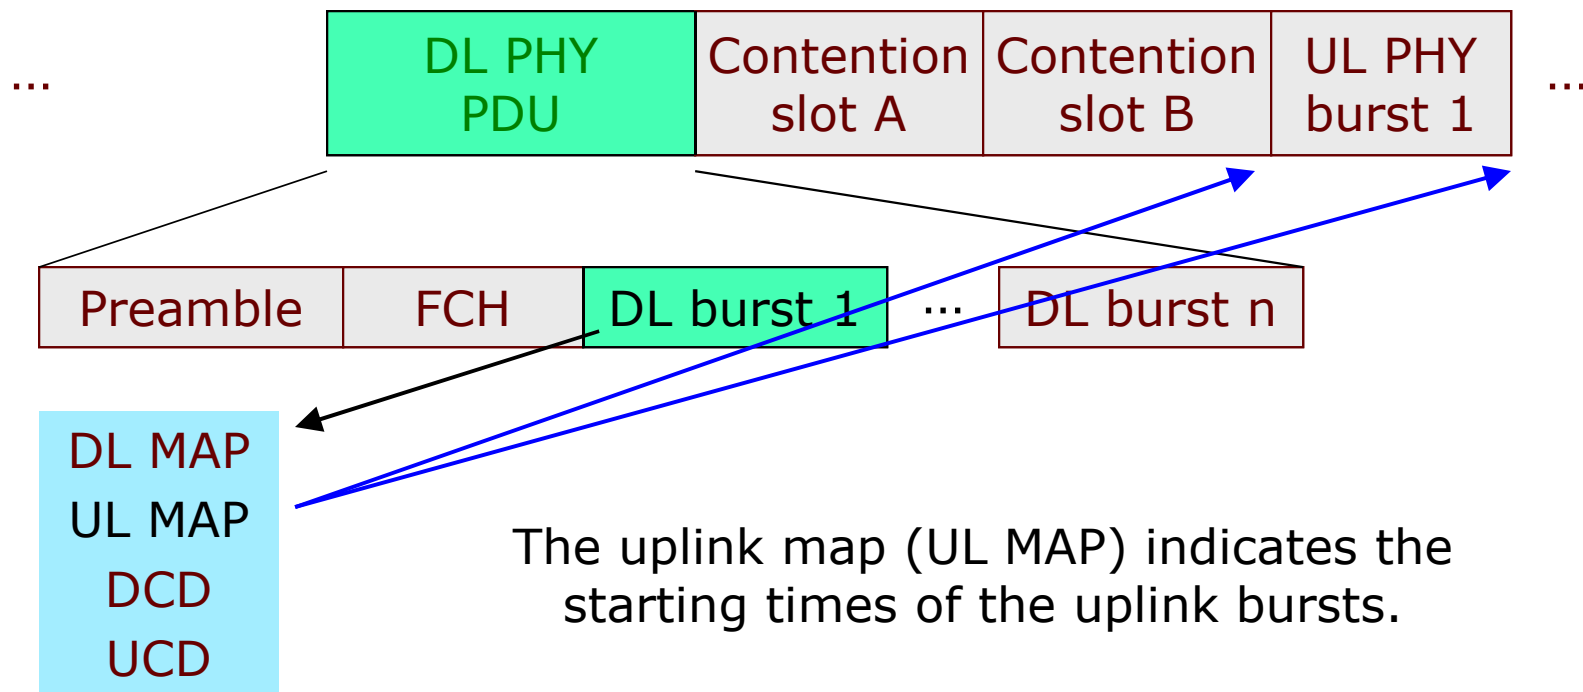 ...
DL PHY
PDU
Contention
slot A
Contention
slot B
UL PHY
burst 1
...
Preamble
FCH
DL burst 1
...
DL burst n
DL MAP
UL MAP
DCD
UCD
The uplink map (UL MAP) indicates the
starting times of the uplink bursts.